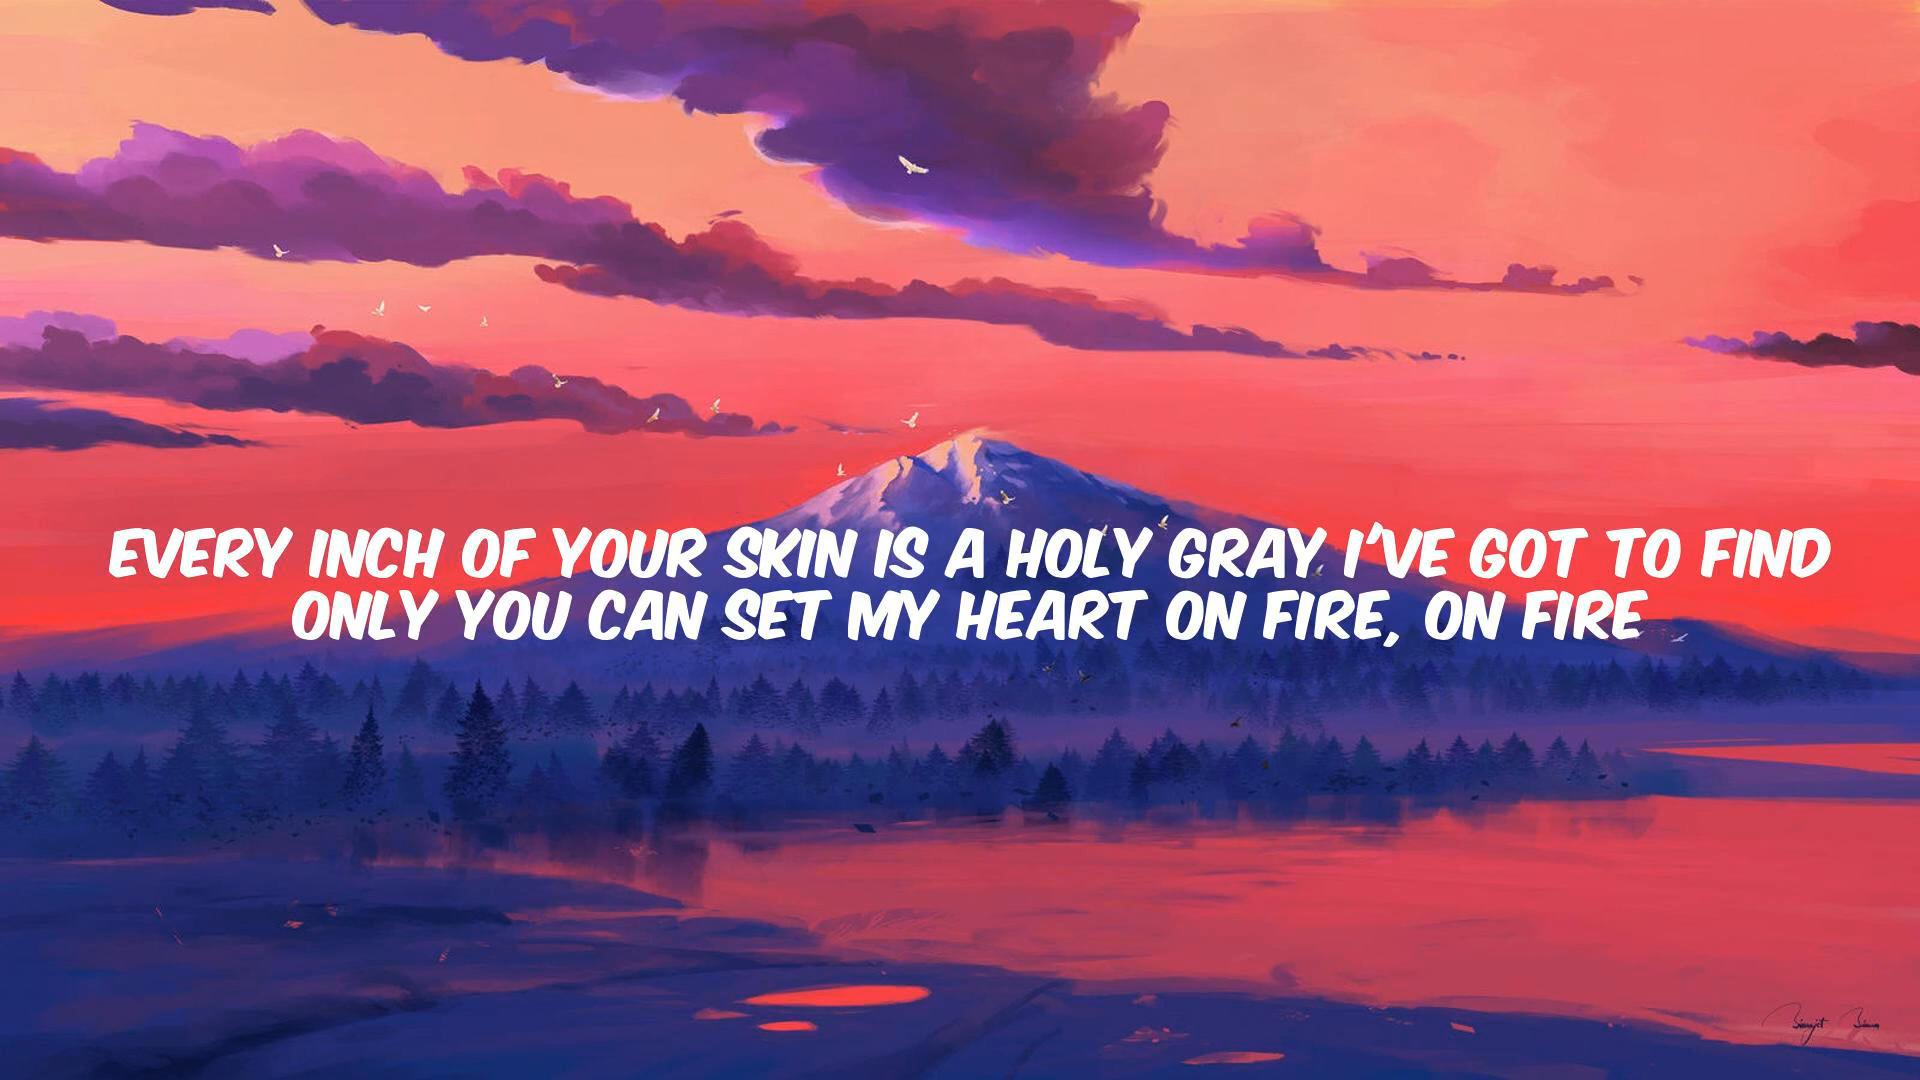 EVERY INCH OF YOUR SKIN IS A HOLY GRAY I'VE GOT TO FIND
ONLY YOU CAN SET MY HEART ON FIRE, ON FIRE